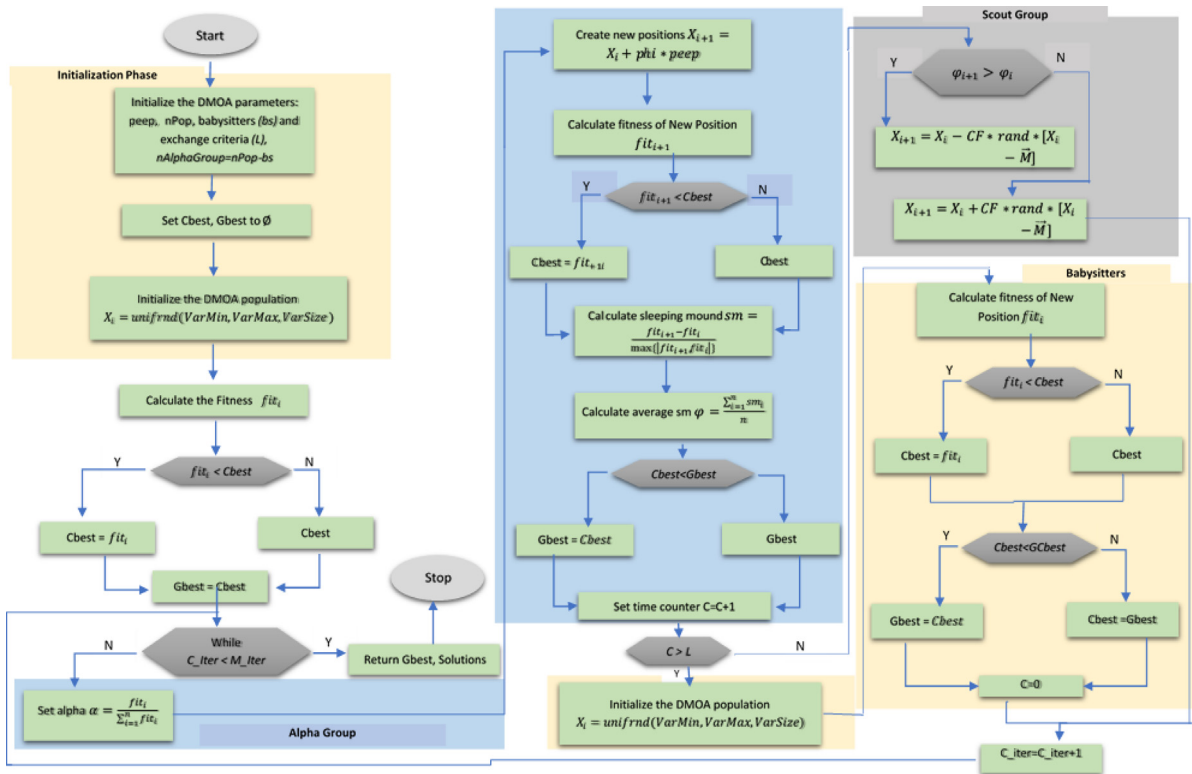 Start
Initialization Phase
Initialize the DMOA parameters:
peep, nPop, babysitters (bs) and
exchange criteria (L),
nAlphaGroup=nPop-bs
Set Cbest, Gbest to Ø
Initialize the DMOA population
X_i = unifrnd(VarMin,VarMax,VarSize)
Calculate the Fitness fit_i
fit_i < Cbest
Y
N
Cbest = fit_i
Cbest
Gbest = Cbest
While
C_Iter < M_Iter
N
Y
Return Gbest, Solutions
Stop
Set alpha α = fit_i / ∑_{i=1}^n fit_i
Alpha Group
Create new positions X_{i+1} =
X_i + phi * peep
Calculate fitness of New Position
fit_{i+1}
fit_{i+1} < Cbest
Y
N
Cbest = fit_{+1i}
Cbest
Calculate sleeping mound sm =
fit_{i+1}−fit_i
max{|fit_{i+1},fit_i|}
Calculate average sm φ = ∑_{i=1}^n sm_i / n
Cbest<Gbest
Gbest = Cbest
Gbest
Set time counter C=C+1
C > L
N
Y
Initialize the DMOA population
X_i = unifrnd(VarMin,VarMax,VarSize)
Scout Group
φ_{i+1} > φ_i
Y
N
X_{i+1} = X_i − CF * rand * [X_i
− M⃗]
X_{i+1} = X_i + CF * rand * [X_i
− M⃗]
Babysitters
Calculate fitness of New
Position fit_i
fit_i < Cbest
Y
N
Cbest = fit_i
Cbest
Cbest<GCbest
Y
N
Gbest = Cbest
Cbest =Gbest
C=0
C_iter=C_iter+1